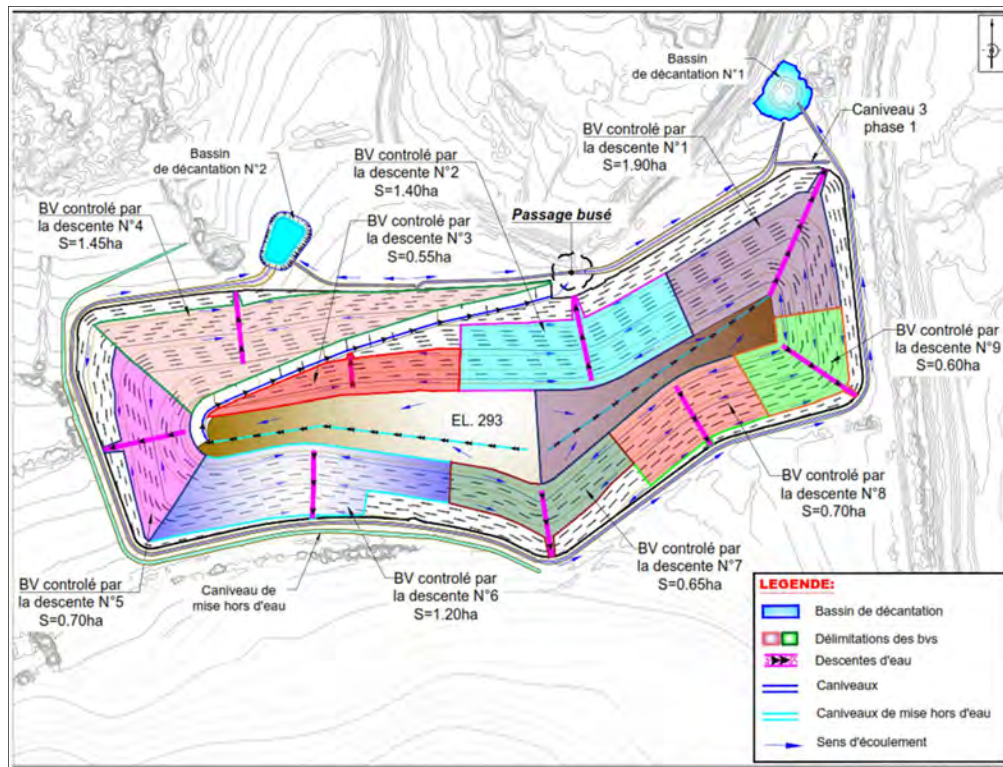 Bassin
de décantation N°1
Caniveau 3
phase 1
BV controlé par
la descente N°1
S=1.90ha
BV controlé par
la descente N°2
S=1.40ha
Bassin
de décantation N°2
BV controlé par
la descente N°4
S=1.45ha
BV controlé par
la descente N°3
S=0.55ha
Passage busé
BV controlé par
la descente N°9
S=0.60ha
EL. 293
BV controlé par
la descente N°8
S=0.70ha
BV controlé par
la descente N°7
S=0.65ha
BV controlé par
la descente N°6
S=1.20ha
Caniveau de
mise hors d'eau
BV controlé par
la descente N°5
S=0.70ha
LEGENDE:
Bassin de décantation
Délimitations des bvs
Descentes d'eau
Caniveaux
Caniveaux de mise hors d'eau
Sens d'écoulement